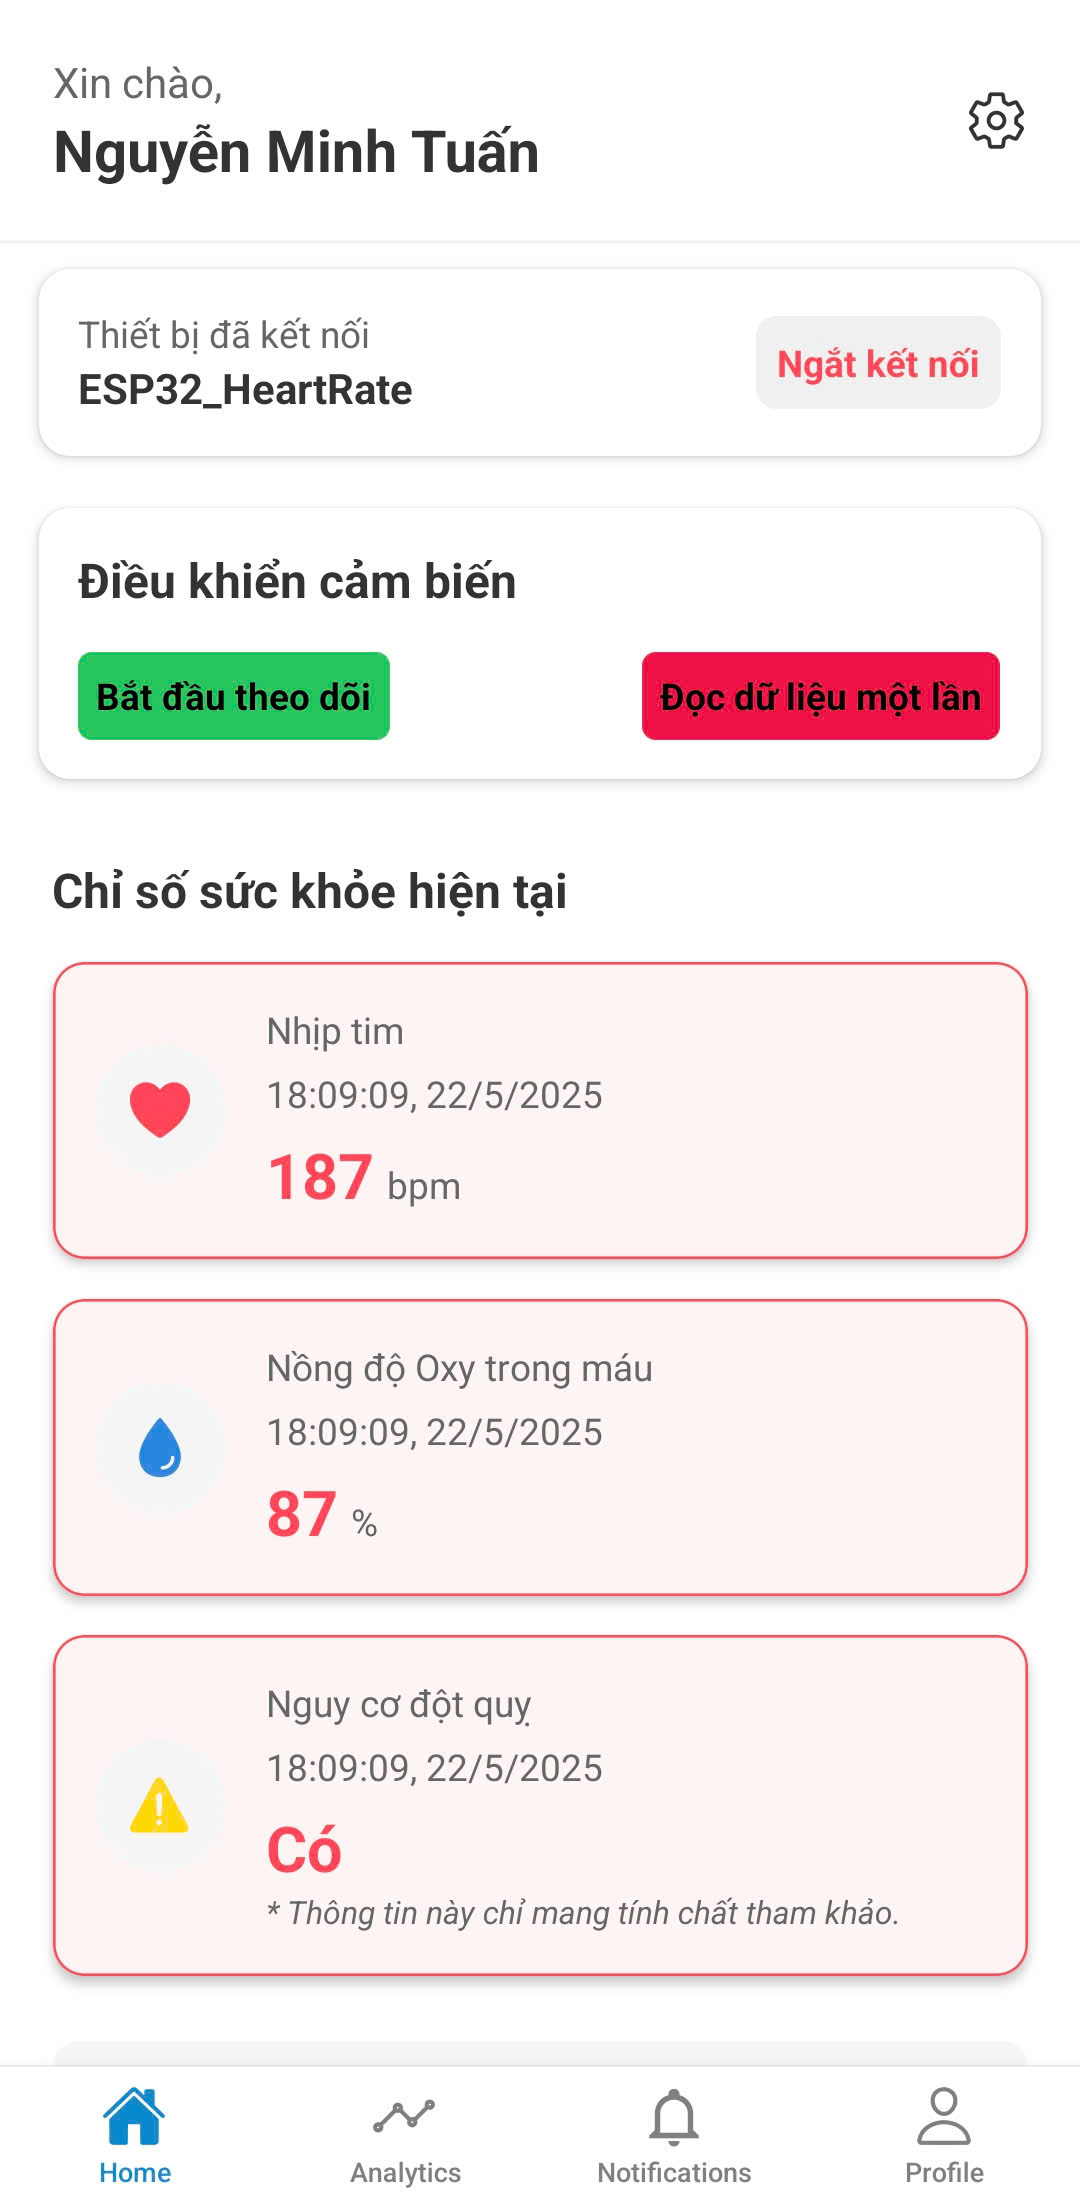 Xin chào,
Nguyễn Minh Tuấn
Thiết bị đã kết nối
ESP32_HeartRate
Ngắt kết nối
Điều khiển cảm biến
Bắt đầu theo dõi
Đọc dữ liệu một lần
Chỉ số sức khỏe hiện tại
Nhịp tim
18:09:09, 22/5/2025
187 bpm
Nồng độ Oxy trong máu
18:09:09, 22/5/2025
87 %
Nguy cơ đột quỵ
18:09:09, 22/5/2025
Có
* Thông tin này chỉ mang tính chất tham khảo.
Home
Analytics
Notifications
Profile